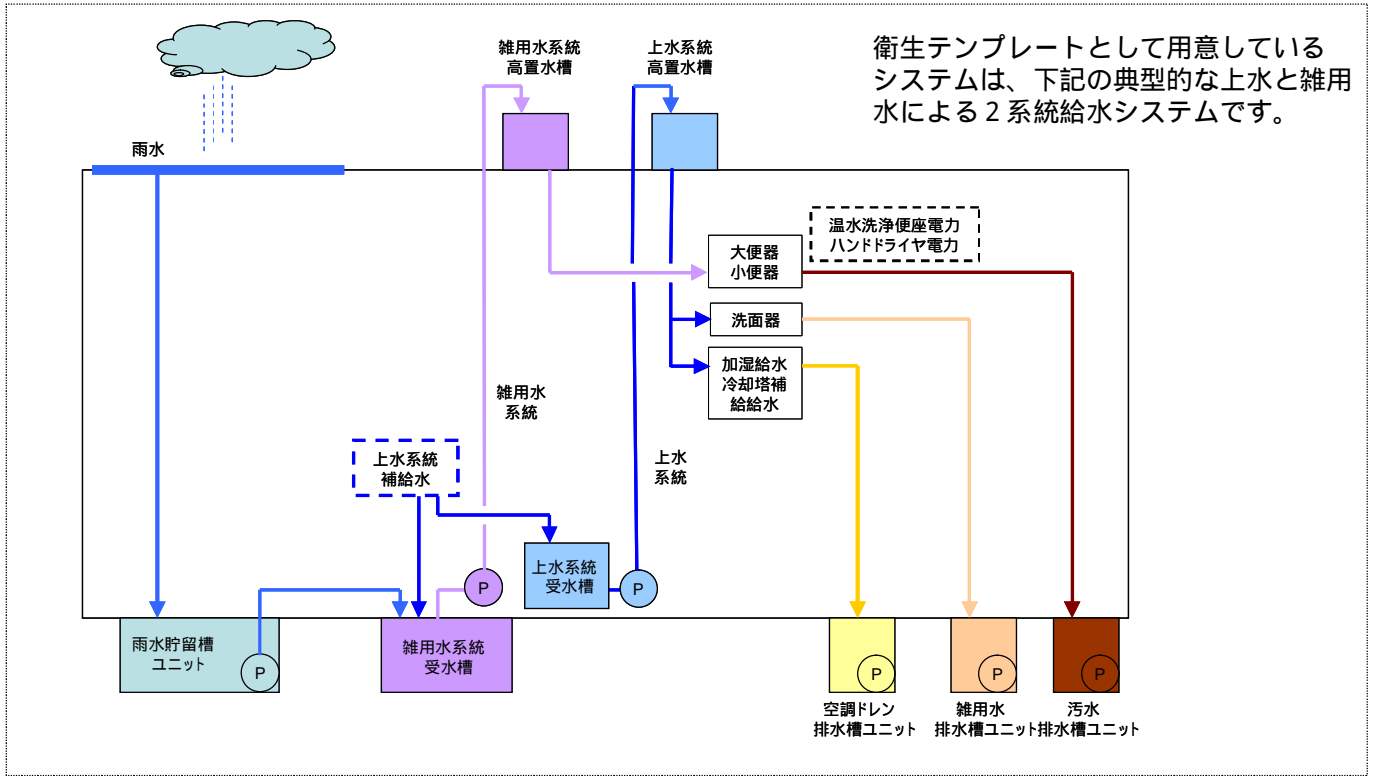 衛生テンプレートとして用意している
システムは、下記の典型的な上水と雑用
水による2系統給水システムです。
雑用水系統
高置水槽
上水系統
高置水槽
雨水
温水洗浄便座電力
ハンドドライヤ電力
大便器
小便器
洗面器
加湿給水
冷却塔補
給給水
雑用水
系統
上水
系統
上水系統
補給水
上水系統
受水槽
P
P
雨水貯留槽
ユニット
P
雑用水系統
受水槽
P
P
P
空調ドレン
排水槽ユニット
雑用水
排水槽ユニット
汚水
排水槽ユニット